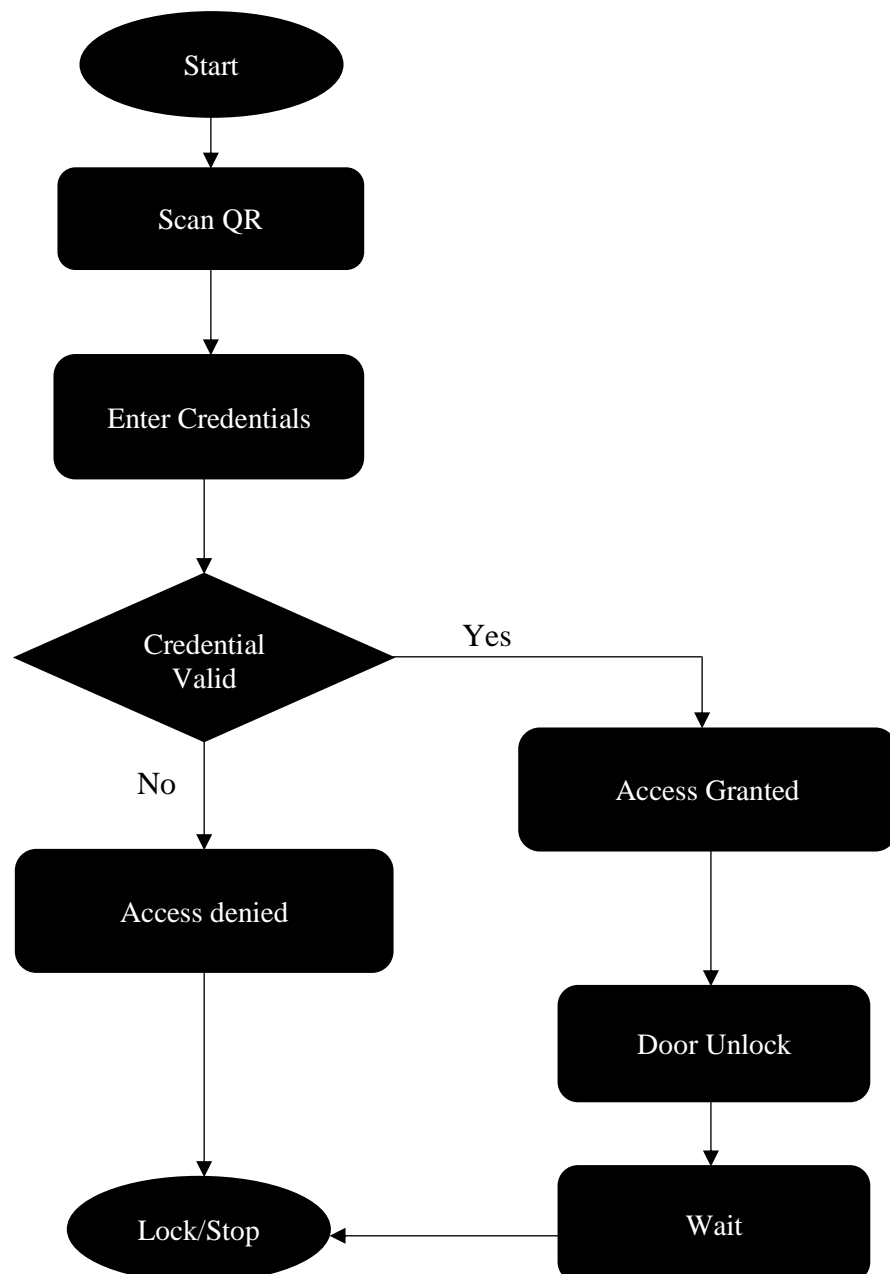 Start
Scan QR
Enter Credentials
Credential
Valid
Yes
No
Access Granted
Access denied
Door Unlock
Wait
Lock/Stop